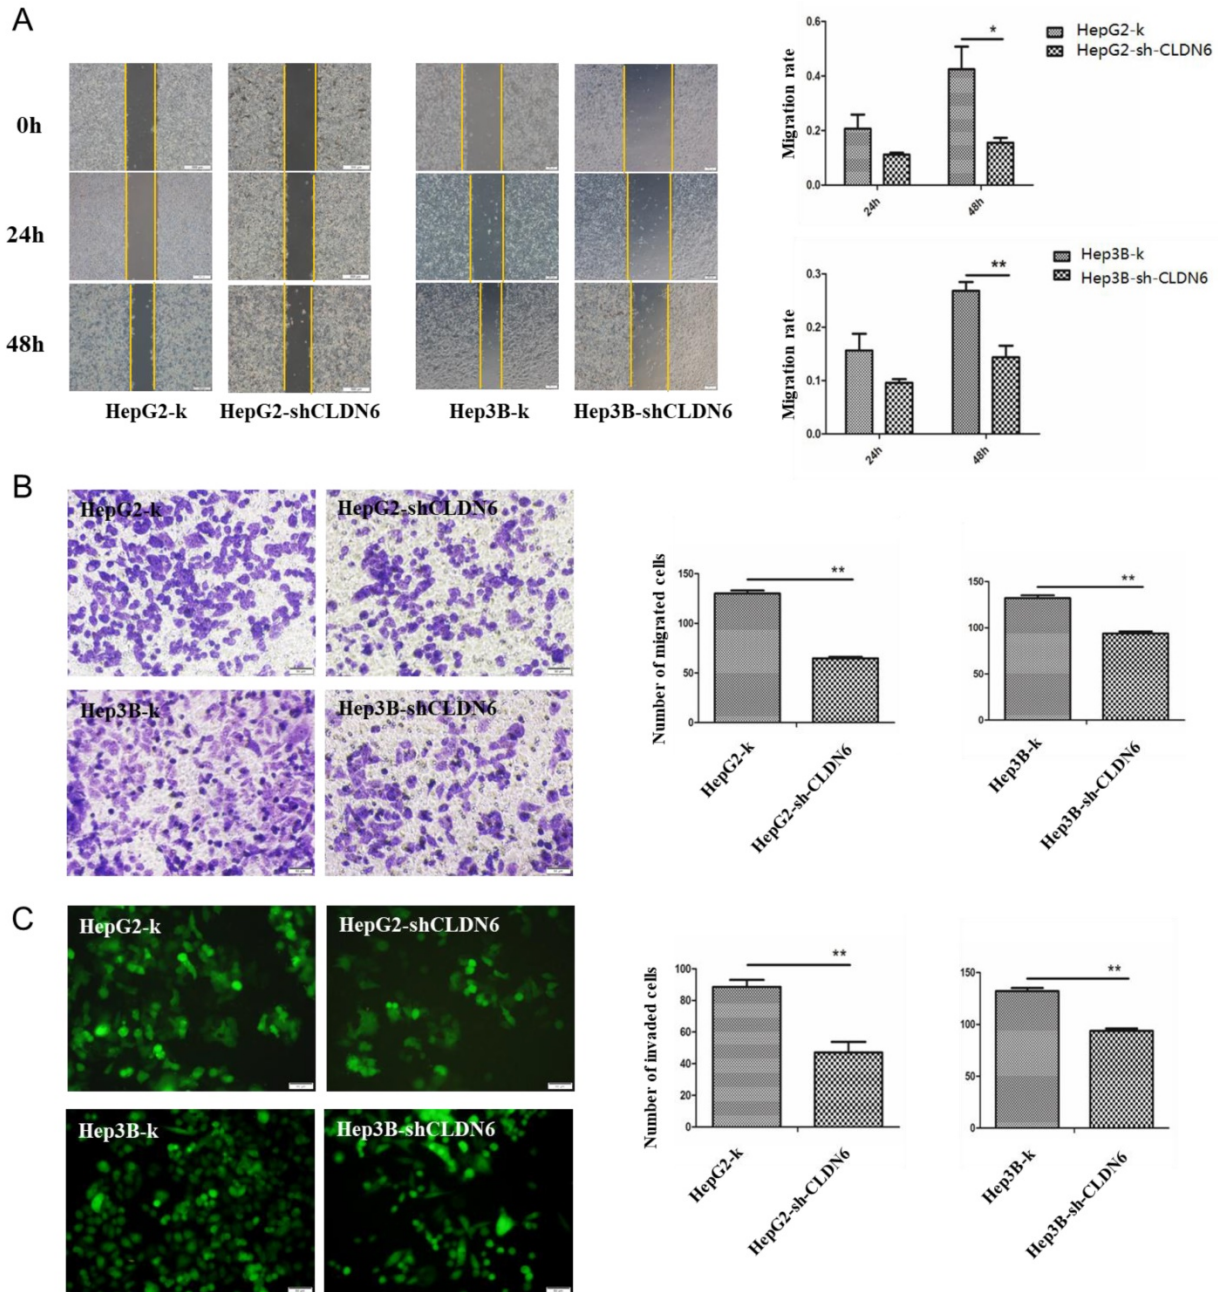 A
0h
24h
48h
HepG2-k
HepG2-shCLDN6
Hep3B-k
Hep3B-shCLDN6
Migration rate
0.6
0.4
0.2
0.0
24h
48h
*
HepG2-k
HepG2-sh-CLDN6
Migration rate
0.3
0.2
0.1
0.0
24h
48h
**
Hep3B-k
Hep3B-sh-CLDN6
B
HepG2-k
HepG2-shCLDN6
Hep3B-k
Hep3B-shCLDN6
Number of migrated cells
150
100
50
0
**
HepG2-k
HepG2-sh-CLDN6
150
100
50
0
**
Hep3B-k
Hep3B-sh-CLDN6
C
HepG2-k
HepG2-shCLDN6
Hep3B-k
Hep3B-shCLDN6
Number of invaded cells
100
80
60
40
20
0
**
HepG2-k
HepG2-sh-CLDN6
150
100
50
0
**
Hep3B-k
Hep3B-sh-CLDN6